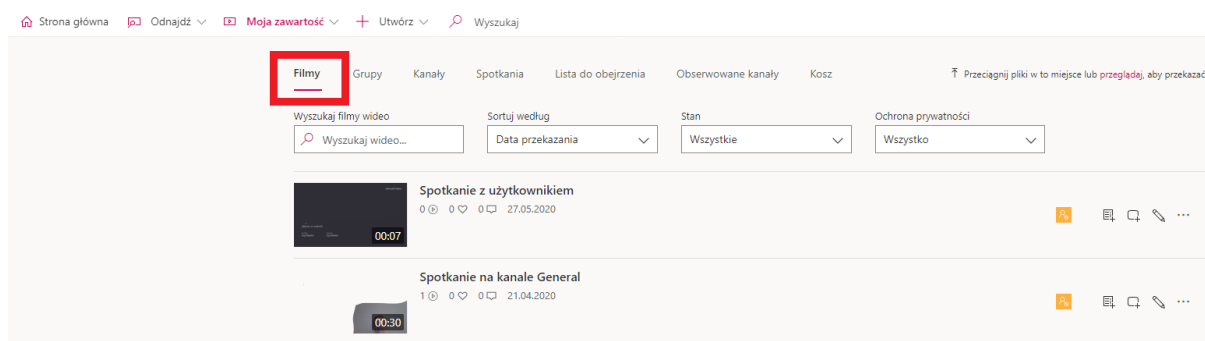 Strona główna Odnajdź Moja zawartość Utwórz Wyszukaj
Filmy Grupy Kanały Spotkania Lista do obejrzenia Obserwowane kanały Kosz Przeciągnij pliki w to miejsce lub przeglądaj, aby przekazać
Wyszukaj filmy wideo Sortuj według Stan Ochrona prywatności
Wyszukaj wideo... Data przekazania Wszystkie Wszystko
Spotkanie z użytkownikiem
0 0 0 27.05.2020
00:07
Spotkanie na kanale General
1 0 0 21.04.2020
00:30